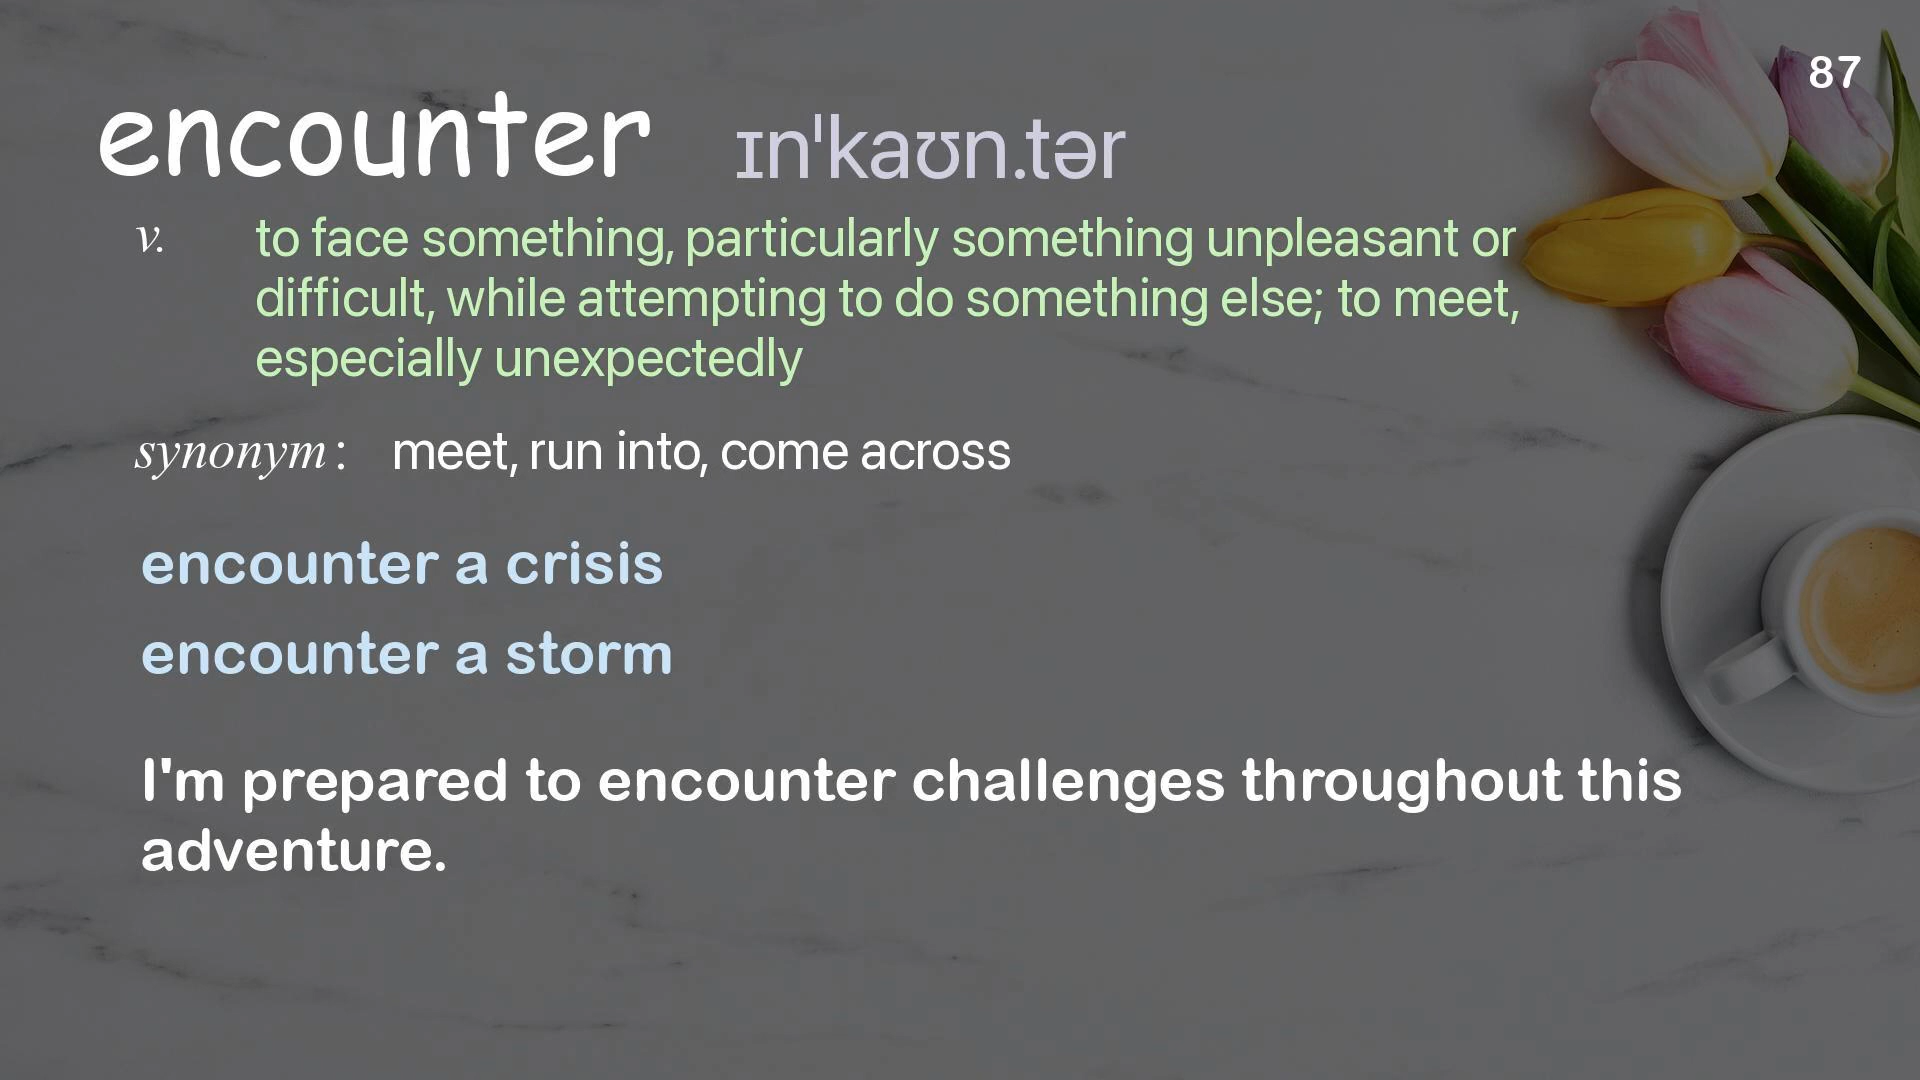 87
encounter ɪnˈkaʊn.tər
v. to face something, particularly something unpleasant or
difficult, while attempting to do something else; to meet,
especially unexpectedly
synonym : meet, run into, come across
encounter a crisis
encounter a storm
I'm prepared to encounter challenges throughout this
adventure.